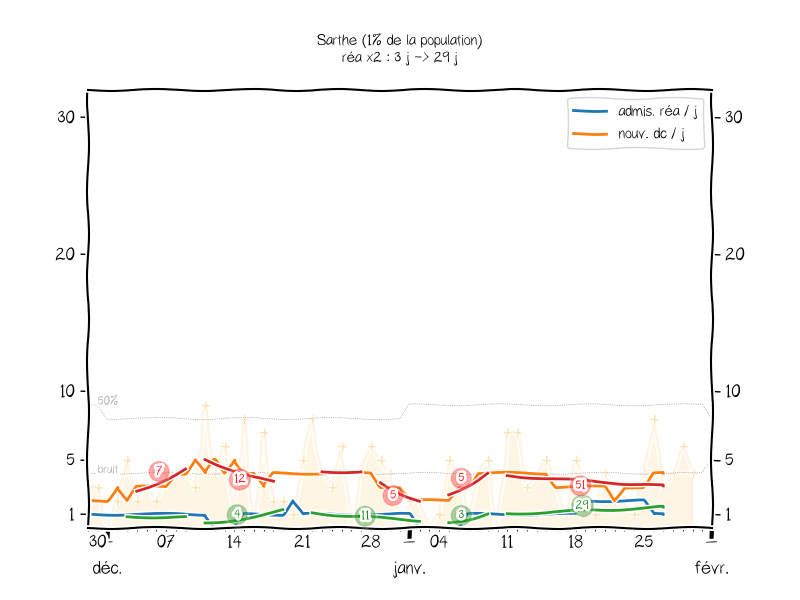 Sarthe (1% de la population)
réa x2 : 3 j -> 29 j
admis. réa / j
nouv. dc / j
30 30
20 20
10 10
50%
5 5
bruit
1 1
7 12 5 5 51
4 11 3 29
30 07 14 21 28 04 11 18 25
déc. janv. févr.